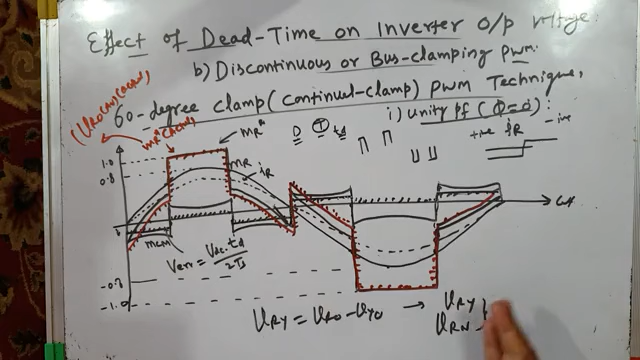 Effect of Dead-Time on Inverter O/p Voltage.
b) Discontinuous or Bus-clamping PWM.
60-degree clamp (continual-clamp) PWM Technique,
i) unity pf (Φ=0):
mR*
+ve iR -ve
1.0
0.8
mR
iR
ωt
mcm
Verr = Vdc.td / 2Ts
-0.8
-1.0
VRY = VRO - VYO → VRY
VRN